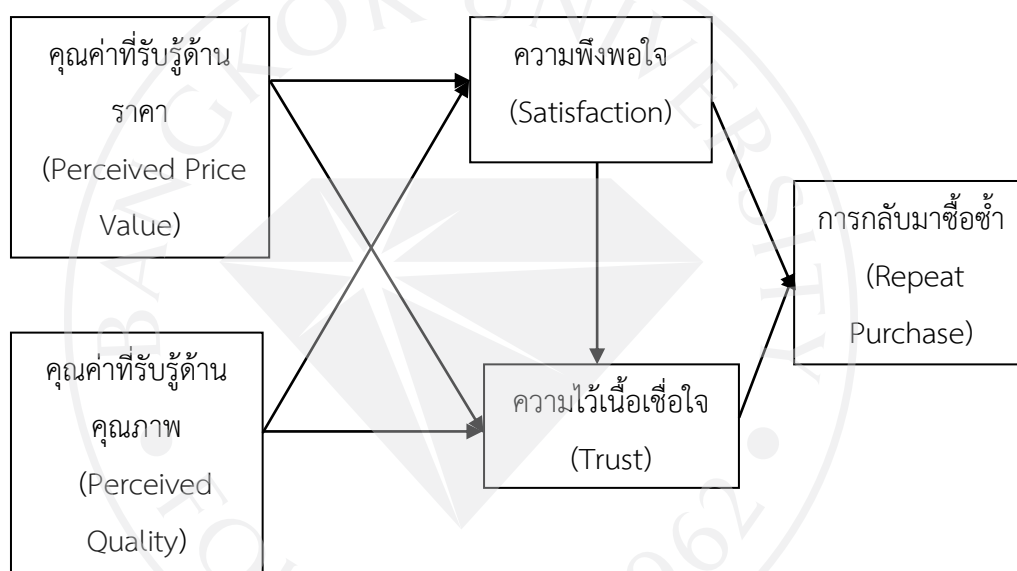 คุณค่าที่รับรู้ด้าน
ราคา
(Perceived Price
Value)
ความพึงพอใจ
(Satisfaction)
การกลับมาซื้อซ้ำ
(Repeat
Purchase)
คุณค่าที่รับรู้ด้าน
คุณภาพ
(Perceived
Quality)
ความไว้เนื้อเชื่อใจ
(Trust)
BANGKOK UNIVERSITY